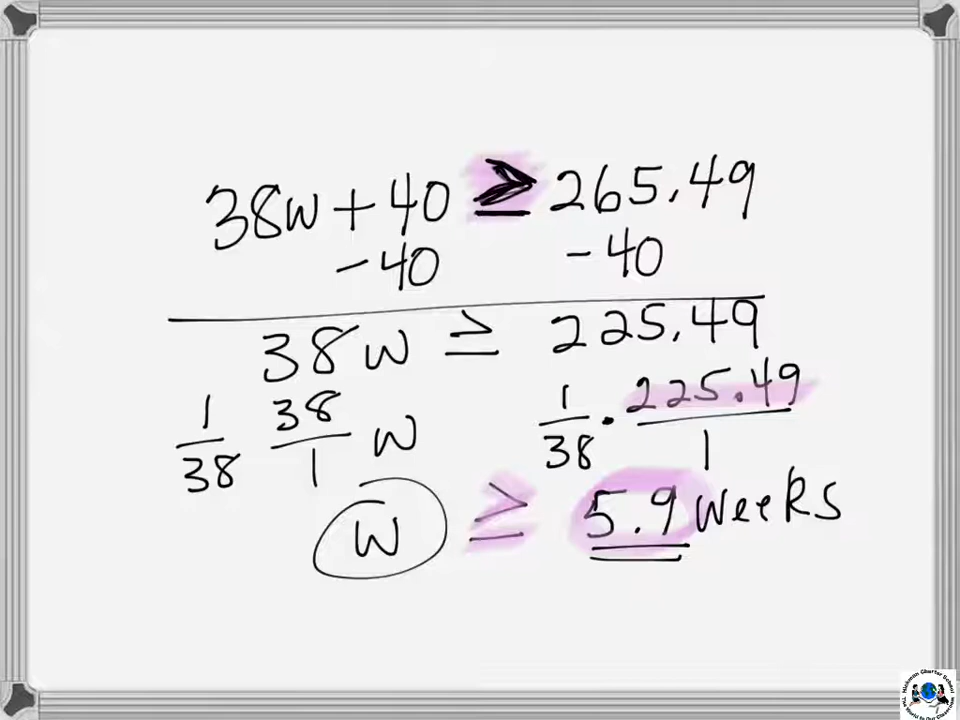 38w + 40 ≥ 265.49
- 40 - 40
38w ≥ 225.49
1/38 38/1 w 1/38 · 225.49/1
w ≥ 5.9 weeks